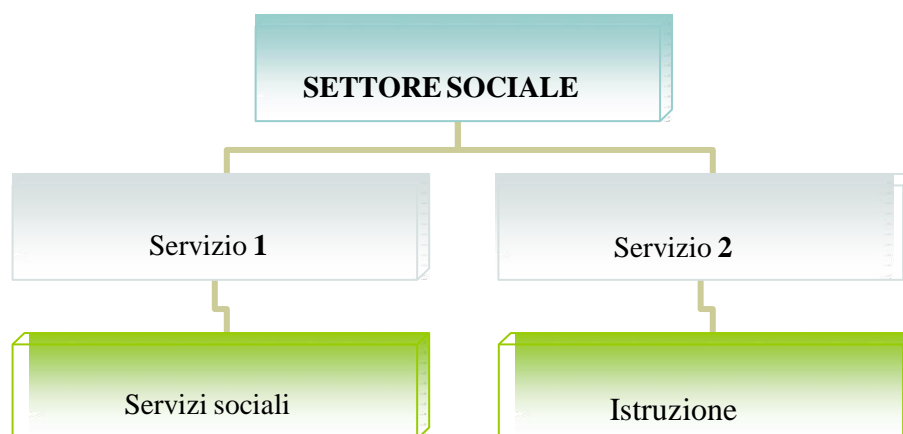 SETTORE SOCIALE
Servizio 1
Servizio 2
Servizi sociali
Istruzione